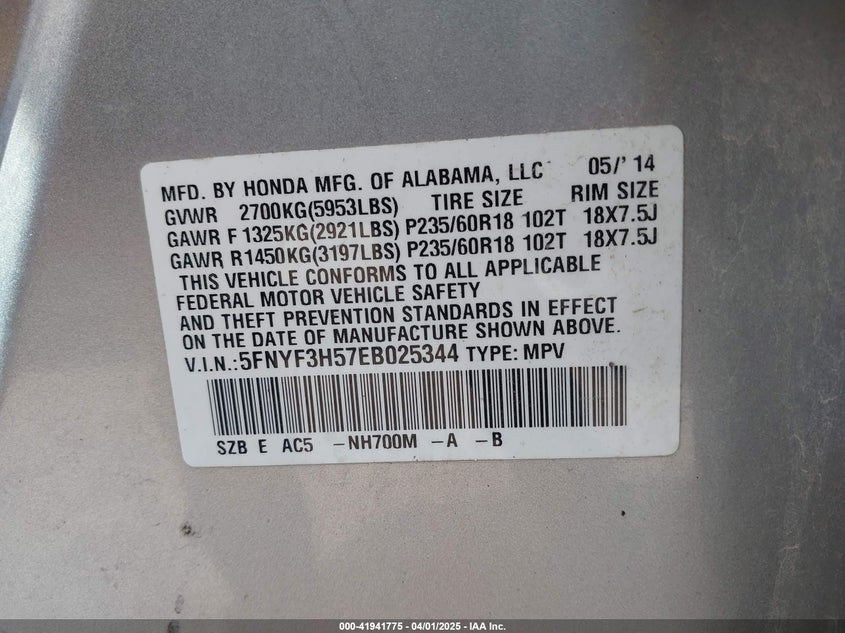 MFD. BY HONDA MFG. OF ALABAMA, LLC 05/' 14
GVWR 2700KG(5953LBS) TIRE SIZE RIM SIZE
GAWR F 1325KG(2921LBS) P235/60R18 102T 18X7.5J
GAWR R1450KG(3197LBS) P235/60R18 102T 18X7.5J
THIS VEHICLE CONFORMS TO ALL APPLICABLE
FEDERAL MOTOR VEHICLE SAFETY
AND THEFT PREVENTION STANDARDS IN EFFECT
ON THE DATE OF MANUFACTURE SHOWN ABOVE.
V.I.N.:5FNYF3H57EB025344 TYPE: MPV
SZB E AC5 -NH700M -A -B
000-41941775 - 04/01/2025 - IAA Inc.